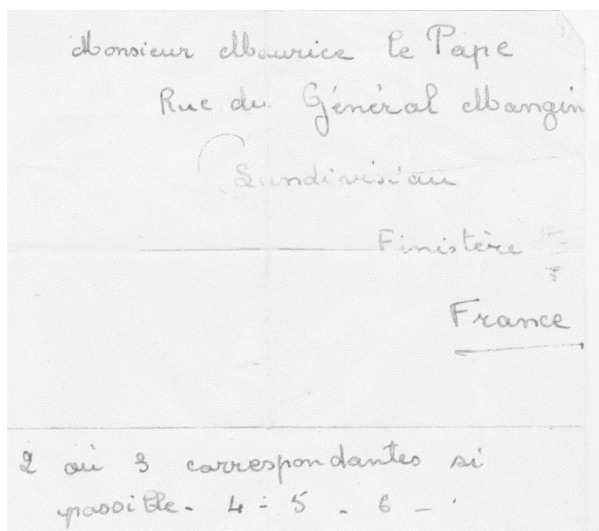 Monsieur Maurice le Pape
Rue du Général Mangin
Landivisiau
Finistère
France
2 où 3 correspondantes si
possible. 4 - 5 - 6 -